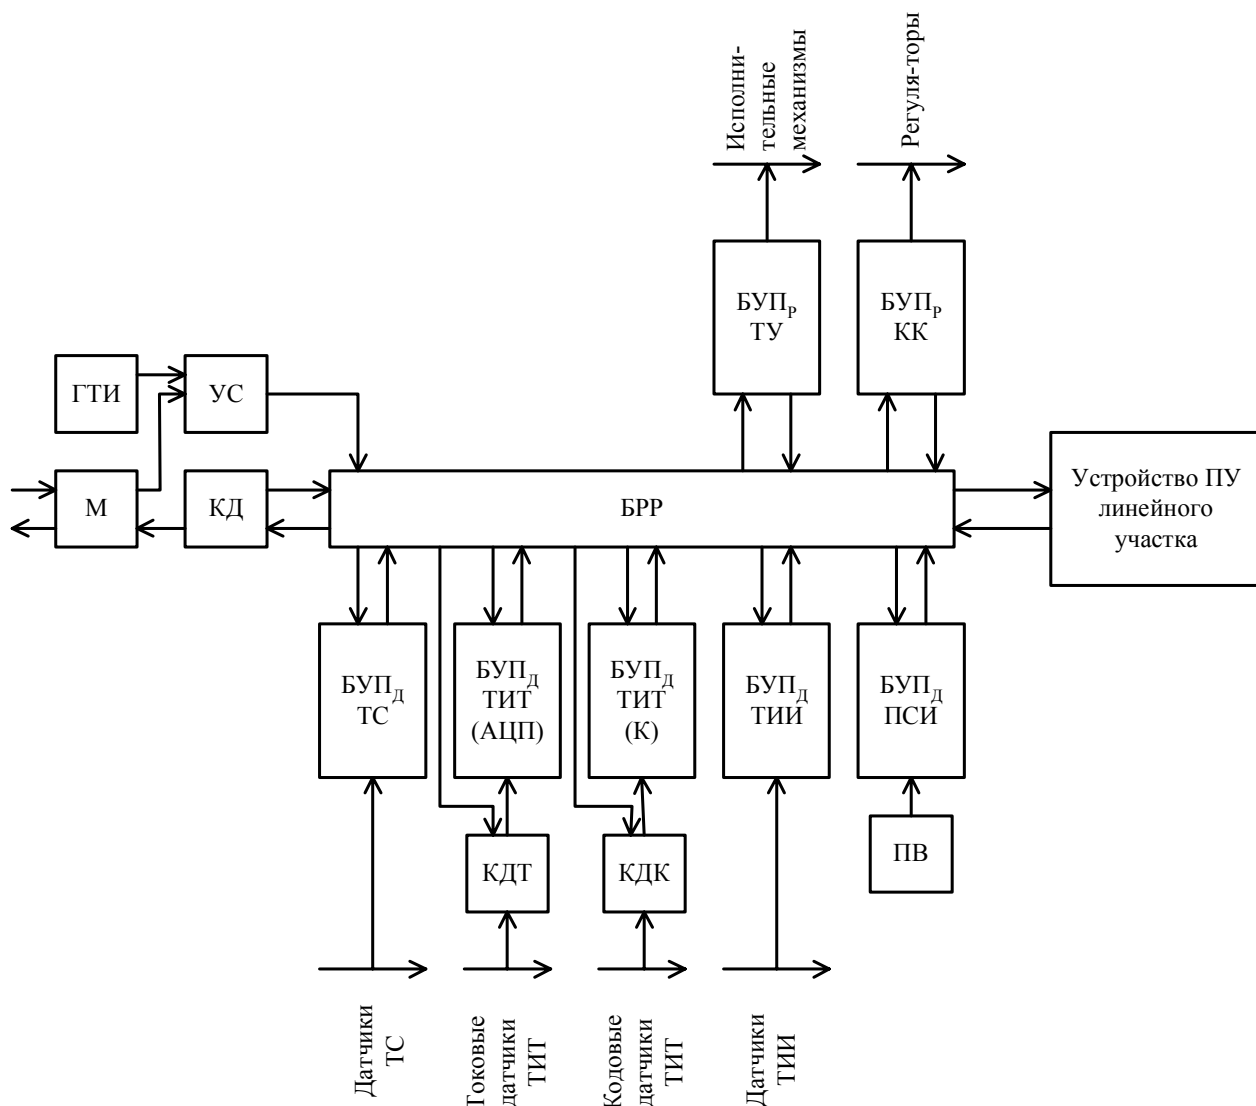 Исполни-
тельные
механизмы
Регуля-торы
БУПР
ТУ
БУПР
КК
ГТИ
УС
М
КД
БРР
Устройство ПУ
линейного
участка
БУПД
ТС
БУПД
ТИТ
(АЦП)
БУПД
ТИТ
(К)
БУПД
ТИИ
БУПД
ПСИ
КДТ
КДК
ПВ
Датчики
ТС
Токовые
датчики
ТИТ
Кодовые
датчики
ТИТ
Датчики
ТИИ